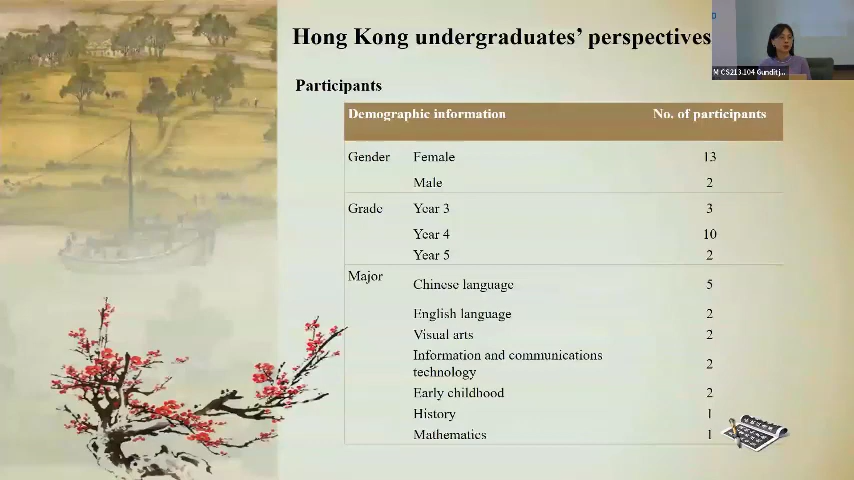 Hong Kong undergraduates' perspectives
Participants
Demographic information No. of participants
Gender Female 13
Male 2
Grade Year 3 3
Year 4 10
Year 5 2
Major Chinese language 5
English language 2
Visual arts 2
Information and communications
technology 2
Early childhood 2
History 1
Mathematics 1